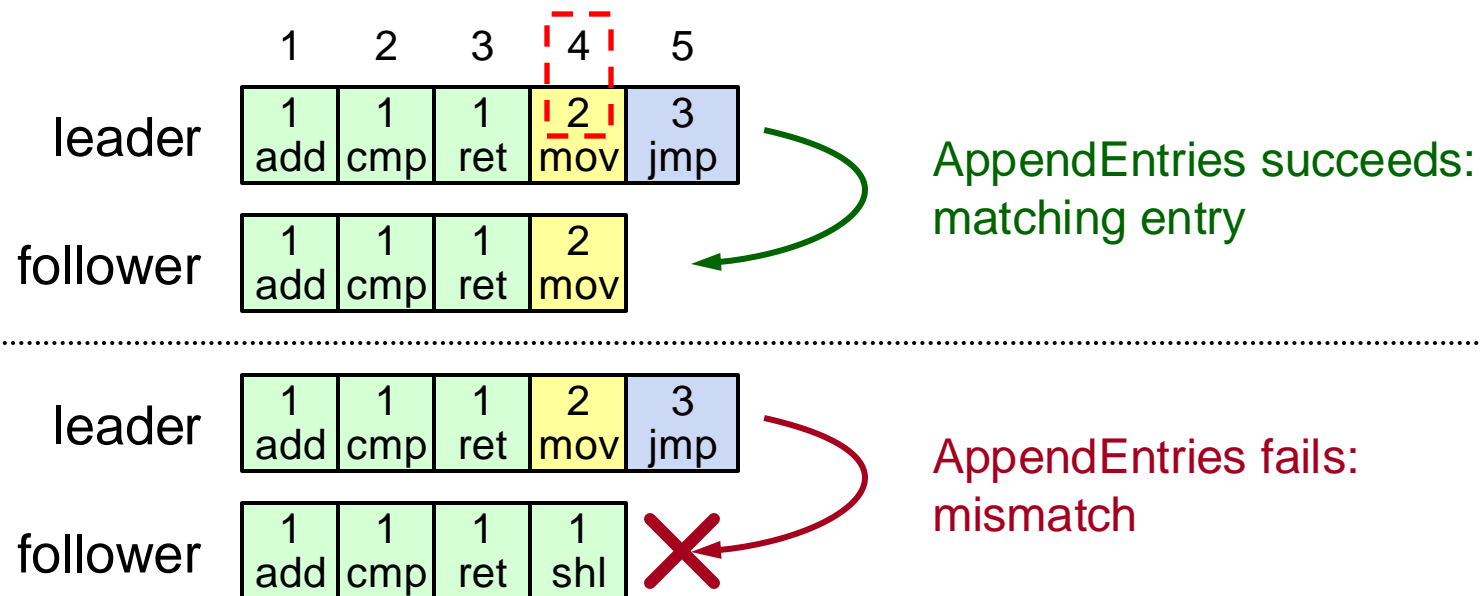 1 2 3 4 5
leader 1 1 1 2 3
add cmp ret mov jmp
AppendEntries succeeds:
matching entry
follower 1 1 1 2
add cmp ret mov
leader 1 1 1 2 3
add cmp ret mov jmp
AppendEntries fails:
mismatch
follower 1 1 1 1
add cmp ret shl